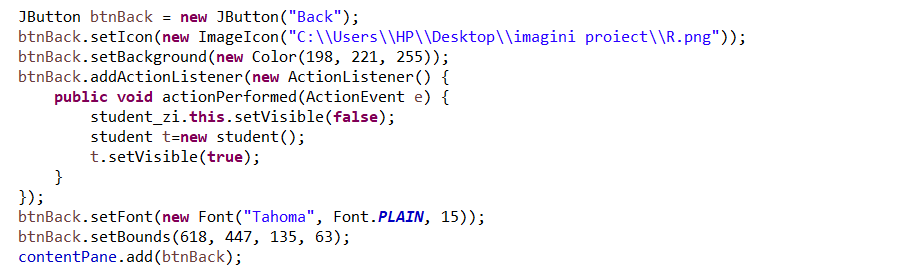 JButton btnBack = new JButton("Back");
btnBack.setIcon(new ImageIcon("C:\\Users\\HP\\Desktop\\imagini proiect\\R.png"));
btnBack.setBackground(new Color(198, 221, 255));
btnBack.addActionListener(new ActionListener() {
    public void actionPerformed(ActionEvent e) {
        student_zi.this.setVisible(false);
        student t=new student();
        t.setVisible(true);
    }
});
btnBack.setFont(new Font("Tahoma", Font.PLAIN, 15));
btnBack.setBounds(618, 447, 135, 63);
contentPane.add(btnBack);